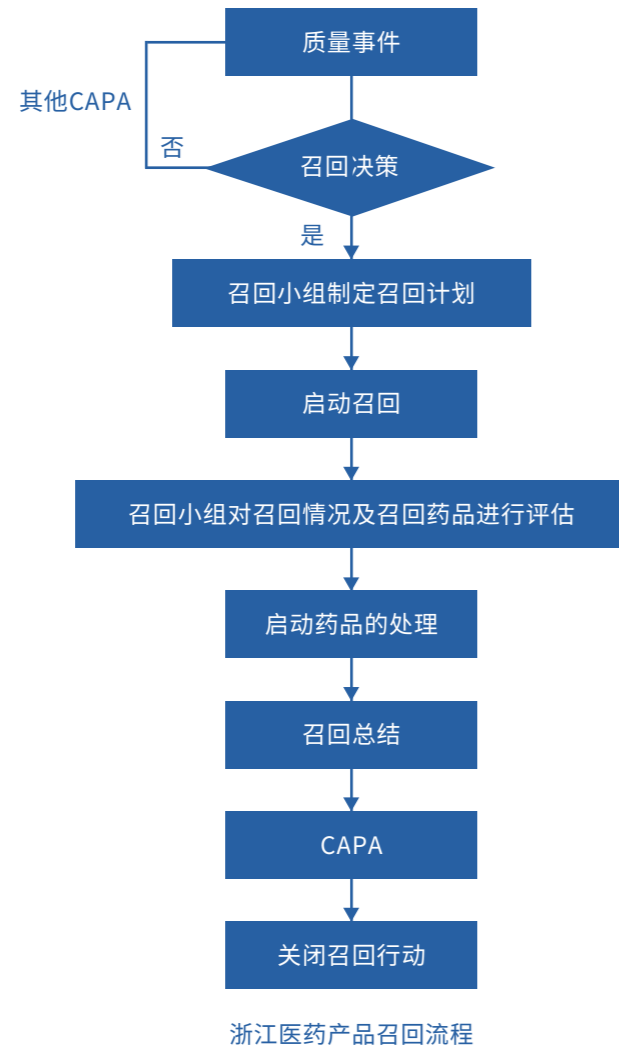 质量事件
其他CAPA
否
召回决策
是
召回小组制定召回计划
启动召回
召回小组对召回情况及召回药品进行评估
启动药品的处理
召回总结
CAPA
关闭召回行动
浙江医药产品召回流程